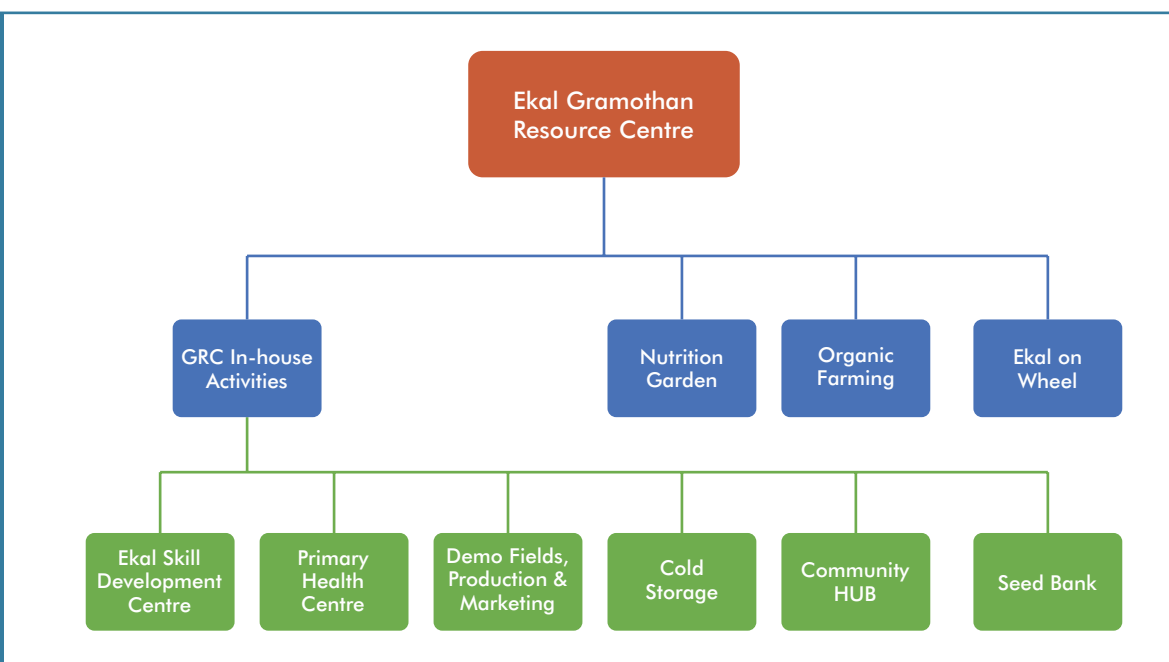 Ekal Gramothan
Resource Centre
GRC In-house
Activities
Nutrition
Garden
Organic
Farming
Ekal on
Wheel
Ekal Skill
Development
Centre
Primary
Health
Centre
Demo Fields,
Production &
Marketing
Cold
Storage
Community
HUB
Seed Bank